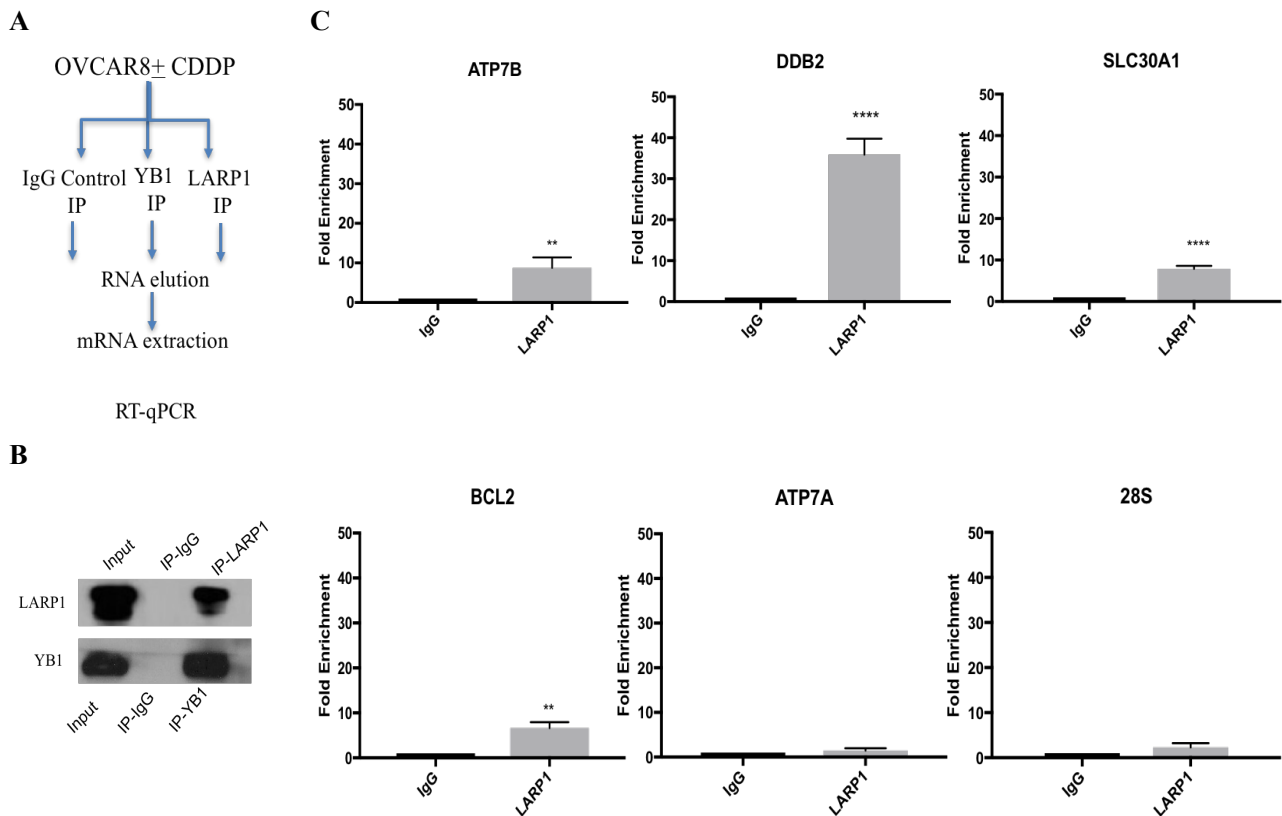 A
OVCAR8± CDDP
IgG Control YB1 LARP1
IP IP IP
RNA elution
mRNA extraction
RT-qPCR
B
Input IP-IgG IP-LARP1
LARP1
YB1
Input IP-IgG IP-YB1
C
ATP7B
Fold Enrichment
50
40
30
20
10
0
**
IgG LARP1
DDB2
Fold Enrichment
50
40
30
20
10
0
****
IgG LARP1
SLC30A1
Fold Enrichment
50
40
30
20
10
0
****
IgG LARP1
BCL2
Fold Enrichment
50
40
30
20
10
0
**
IgG LARP1
ATP7A
Fold Enrichment
50
40
30
20
10
0
IgG LARP1
28S
Fold Enrichment
50
40
30
20
10
0
IgG LARP1